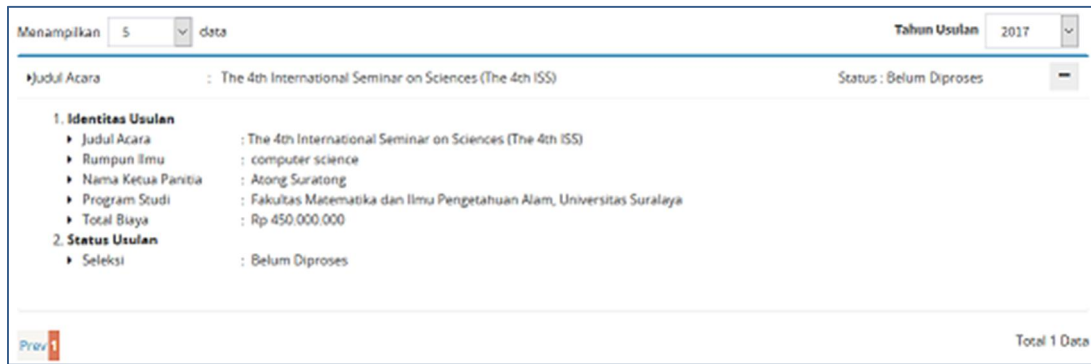 Menampilkan 5 data Tahun Usulan 2017
Judul Acara : The 4th International Seminar on Sciences (The 4th ISS) Status : Belum Diproses
1. Identitas Usulan
Judul Acara : The 4th International Seminar on Sciences (The 4th ISS)
Rumpun Ilmu : computer science
Nama Ketua Panitia : Atong Suratong
Program Studi : Fakultas Matematika dan Ilmu Pengetahuan Alam, Universitas Suralaya
Total Biaya : Rp 450.000.000
2. Status Usulan
Seleksi : Belum Diproses
Prev 1 Total 1 Data